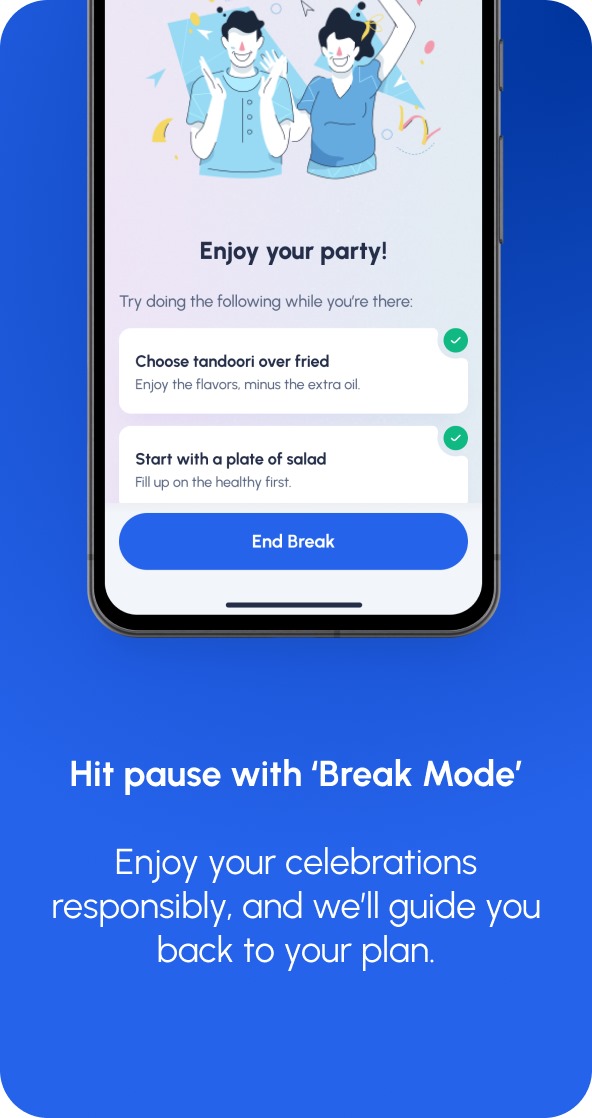 Enjoy your party!
Try doing the following while you’re there:
Choose tandoori over fried
Enjoy the flavors, minus the extra oil.
Start with a plate of salad
Fill up on the healthy first.
End Break
Hit pause with ‘Break Mode’
Enjoy your celebrations
responsibly, and we’ll guide you
back to your plan.